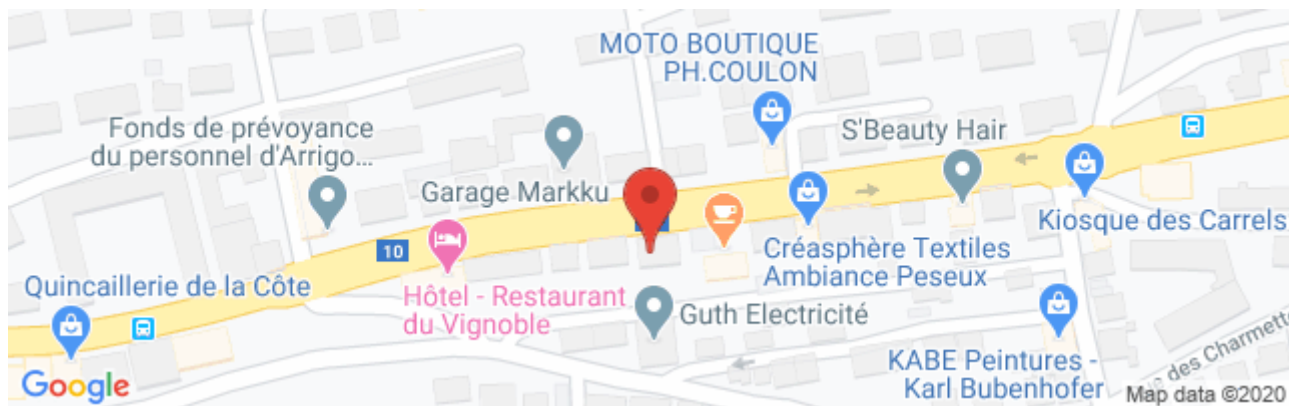 MOTO BOUTIQUE
PH.COULON
Fonds de prévoyance
du personnel d'Arrigo...
S'Beauty Hair
Garage Markku
Kiosque des Carrels
10
Créasphère Textiles
Ambiance Peseux
Quincaillerie de la Côte
Hôtel - Restaurant
du Vignoble
Guth Electricité
KABE Peintures -
Karl Bubenhofer
des Charmette
Google
Map data ©2020